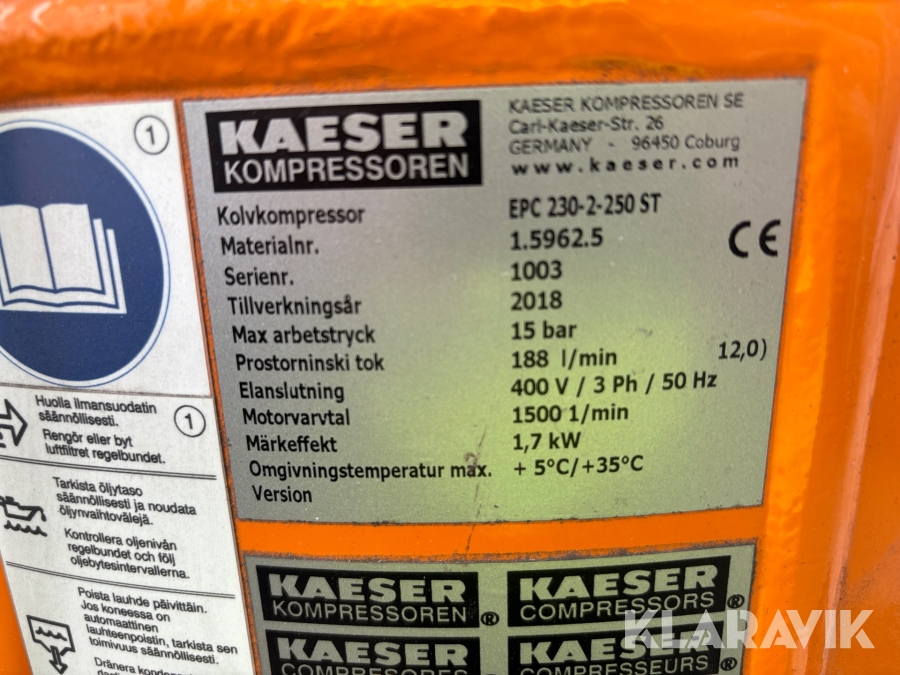 1
KAESER
KOMPRESSOREN
KAESER KOMPRESSOREN SE
Carl-Kaeser-Str. 26
GERMANY - 96450 Coburg
www.kaeser.com
Kolvkompressor EPC 230-2-250 ST
Materialnr. 1.5962.5
CE
Serienr. 1003
Tillverkningsår 2018
Max arbetstryck 15 bar
Prostorninski tok 188 l/min 12,0)
Elanslutning 400 V / 3 Ph / 50 Hz
Motorvarvtal 1500 1/min
Märkeffekt 1,7 kW
Omgivningstemperatur max. + 5°C/+35°C
Version
Huolla ilmansuodatin
säännöllisesti.
1
Rengör eller byt
luftfiltret regelbundet.
Tarkista öljytaso
säännöllisesti ja noudata
öljynvaihtovälejä.
Kontrollera oljenivån
regelbundet och följ
oljebytesintervallerna.
Poista lauhde päivittäin.
Jos koneessa on
automaattinen
lauhteenpoistin, tarkista sen
toimivuus säännöllisesti.
Dränera
KAESER
KOMPRESSOREN®
KAESER
COMPRESSORS®
KAESER
KAESER
COMPRESSEURS®
KLARAVIK